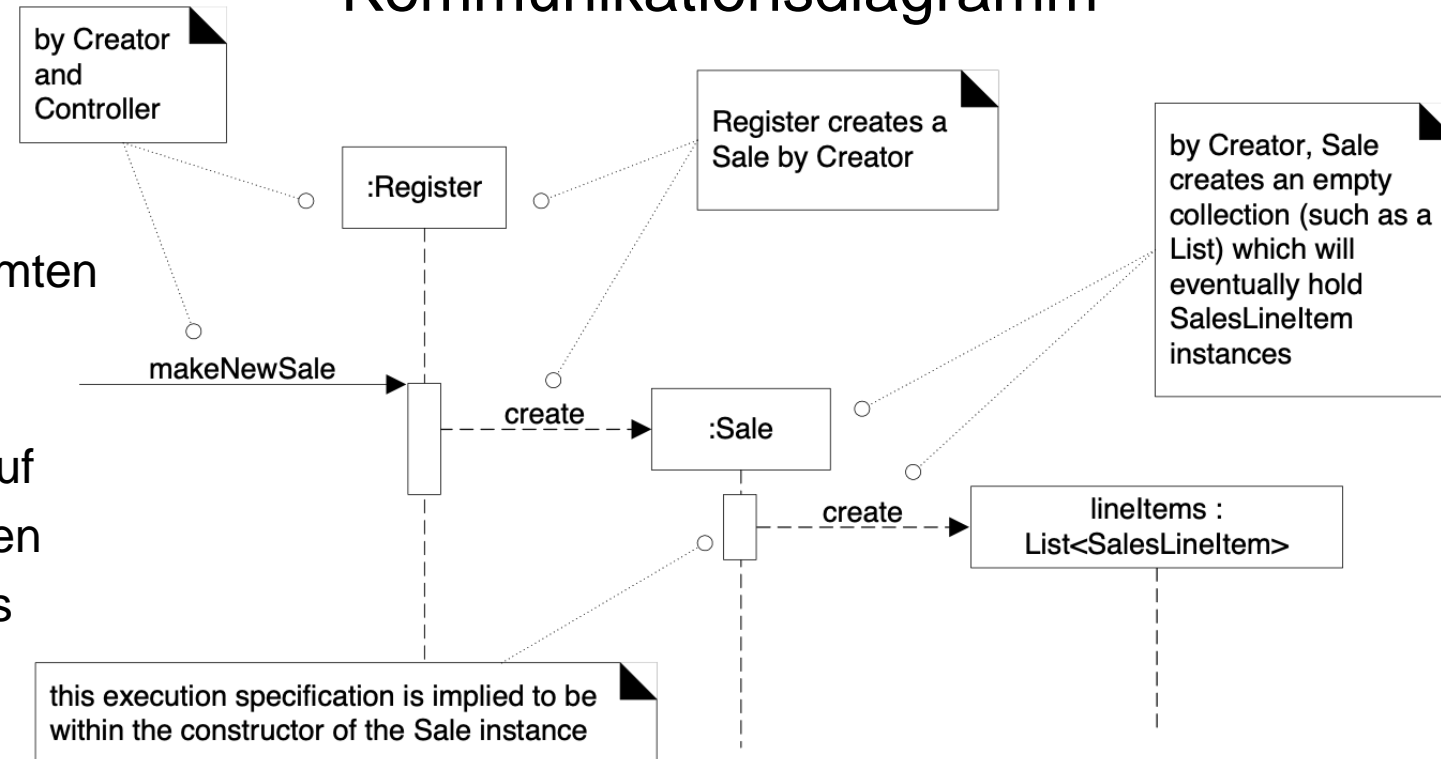 Kommunikationsdiagramm
by Creator
and
Controller
Register creates a
Sale by Creator
by Creator, Sale
creates an empty
collection (such as a
List) which will
eventually hold
SalesLineItem
instances
:Register
mten
makeNewSale
create
:Sale
uf
en
s
create
lineItems :
List<SalesLineItem>
this execution specification is implied to be
within the constructor of the Sale instance